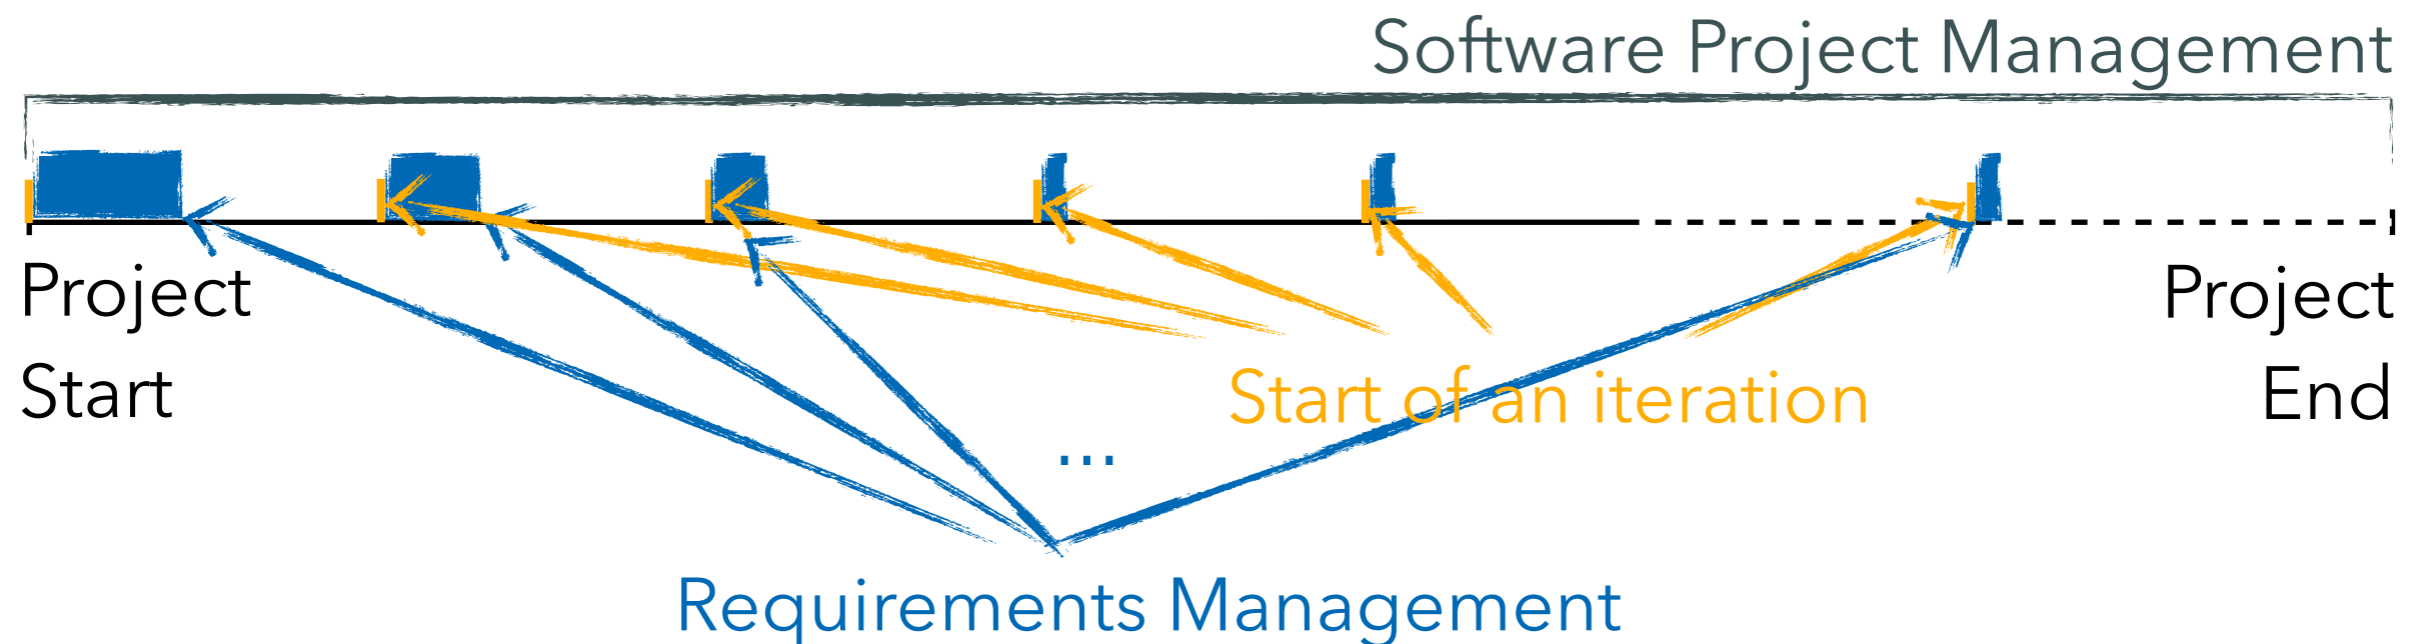 Software Project Management
Project
Start
Project
End
Start of an iteration
...
Requirements Management